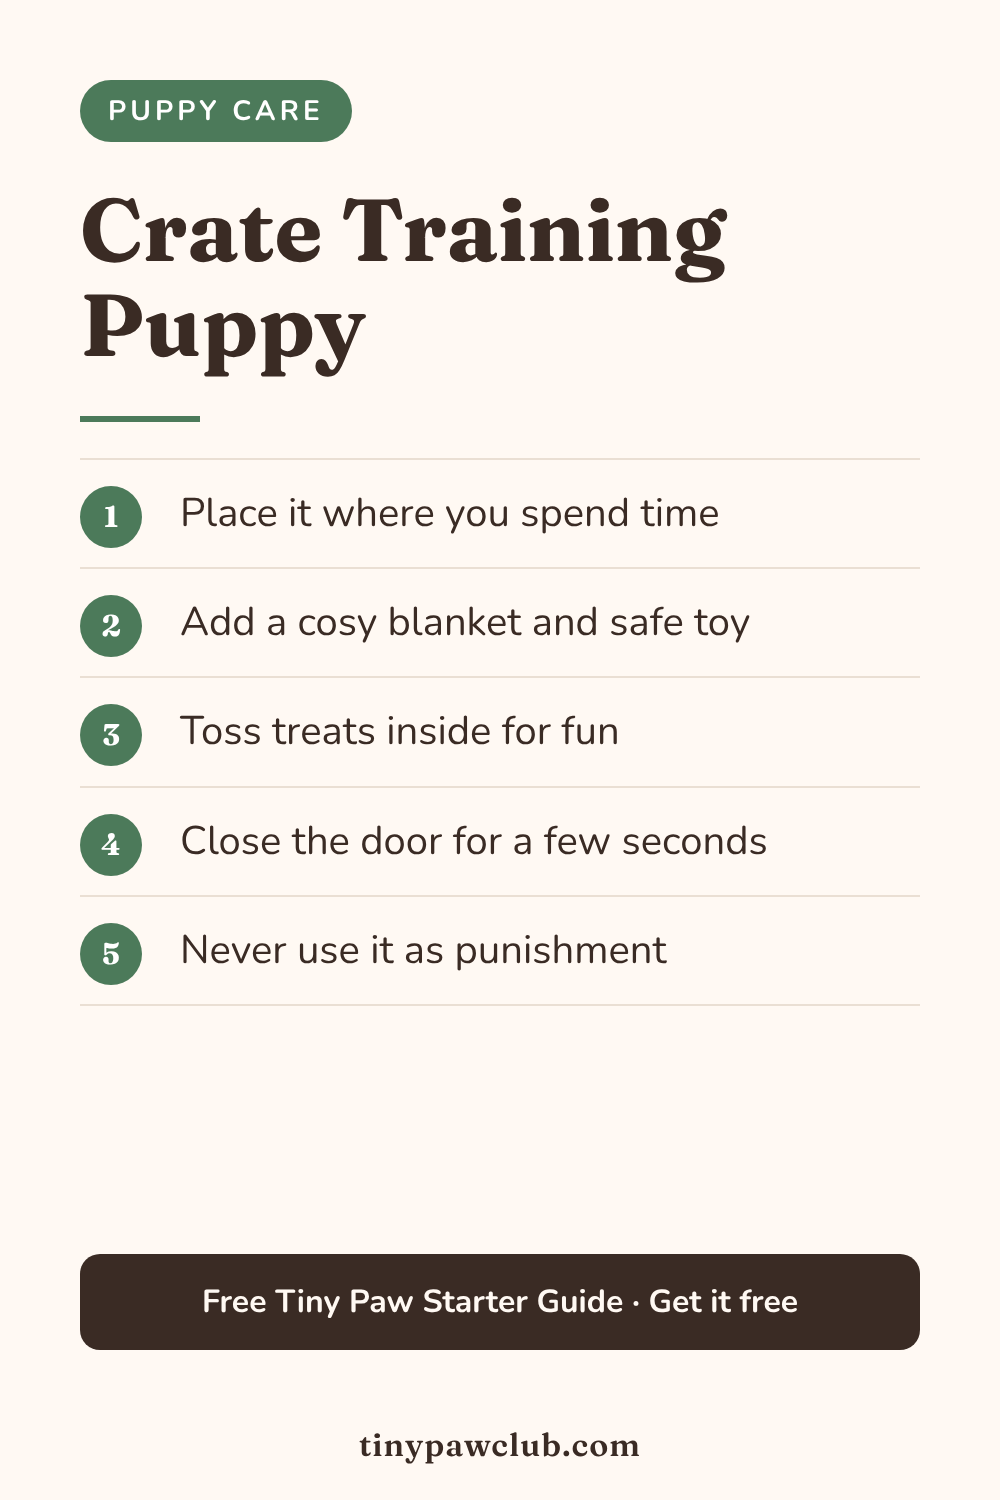 PUPPY CARE
Crate Training
Puppy
1 Place it where you spend time
2 Add a cosy blanket and safe toy
3 Toss treats inside for fun
4 Close the door for a few seconds
5 Never use it as punishment
Free Tiny Paw Starter Guide · Get it free
tinypawclub.com